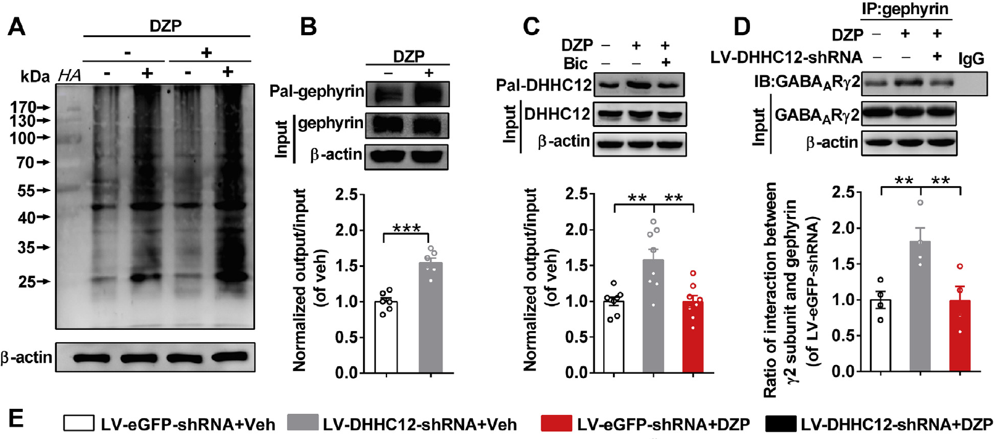 A
DZP
- +
kDa HA - + - +
170
130
100
70
55
40
35
25
β-actin
B
DZP
- +
Pal-gephyrin
Input
gephyrin
β-actin
Normalized output/input
(of veh)
2.5
2.0
1.5
1.0
0.5
0.0
***
C
DZP - + +
Bic - - +
Pal-DHHC12
Input
DHHC12
β-actin
Normalized output/input
(of veh)
2.5
2.0
1.5
1.0
0.5
0.0
** **
D
IP:gephyrin
DZP - + +
LV-DHHC12-shRNA - - + IgG
IB:GABAARγ2
Input
GABAARγ2
β-actin
Ratio of interaction between
γ2 subunit and gephyrin
(of LV-eGFP-shRNA)
2.5
2.0
1.5
1.0
0.5
0.0
** **
E
LV-eGFP-shRNA+Veh LV-DHHC12-shRNA+Veh LV-eGFP-shRNA+DZP LV-DHHC12-shRNA+DZP